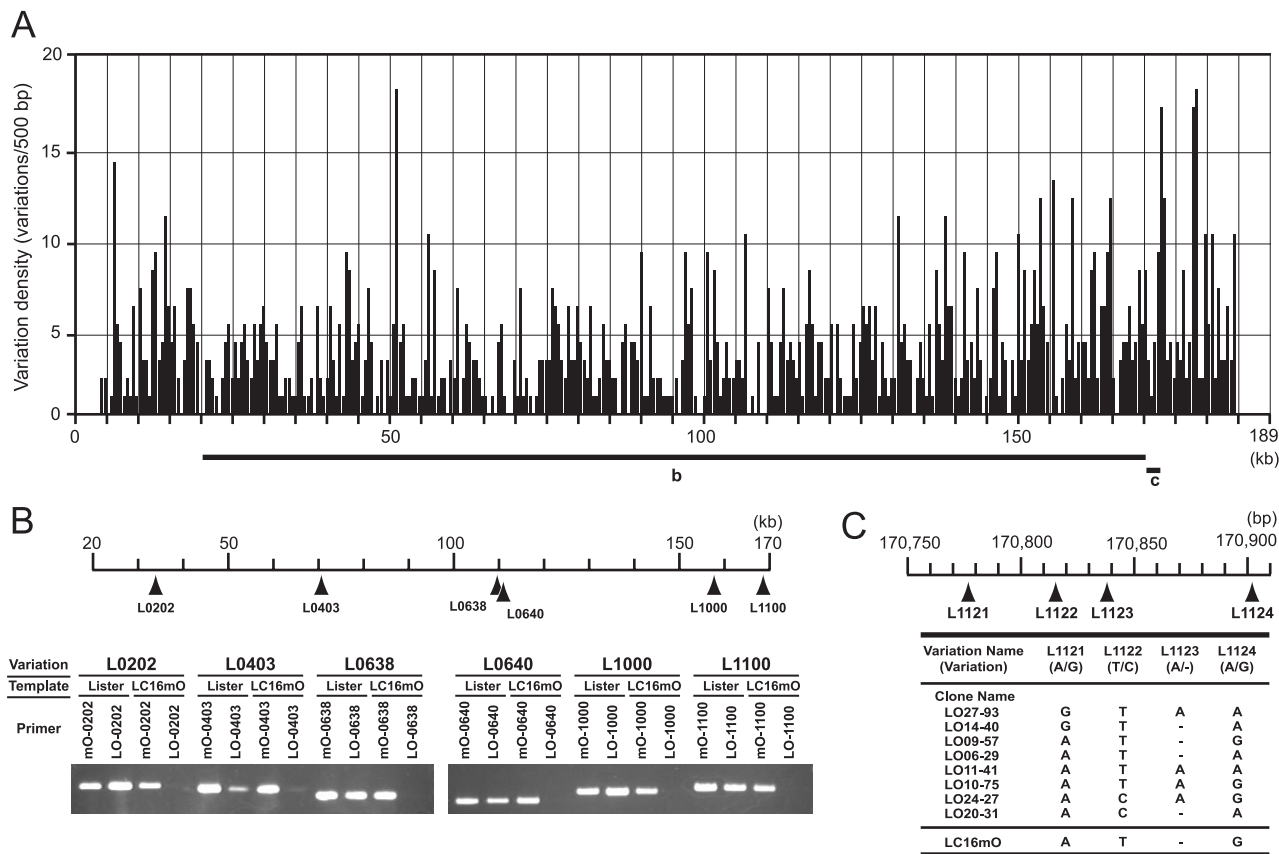 A
Variation density (variations/500 bp)
20
15
10
5
0
0 50 100 150 189
(kb)
b
c
B
(kb)
20 50 100 150 170
L0202 L0403 L0638 L0640 L1000 L1100
Variation L0202 L0403 L0638 L0640 L1000 L1100
Template Lister LC16mO Lister LC16mO Lister LC16mO Lister LC16mO Lister LC16mO Lister LC16mO
Primer mO-0202 LO-0202 mO-0202 LO-0202 mO-0403 LO-0403 mO-0403 LO-0403 mO-0638 LO-0638 mO-0638 LO-0638 mO-0640 LO-0640 mO-0640 LO-0640 mO-1000 LO-1000 mO-1000 LO-1000 mO-1100 LO-1100 mO-1100 LO-1100
C
(bp)
170,750 170,800 170,850 170,900
L1121 L1122 L1123 L1124
Variation Name L1121 L1122 L1123 L1124
(Variation) (A/G) (T/C) (A/-) (A/G)
Clone Name
LO27-93 G T A A
LO14-40 G T - A
LO09-57 A T - G
LO06-29 A T - A
LO11-41 A T A A
LO10-75 A T A G
LO24-27 A C A G
LO20-31 A C - A
LC16mO A T - G